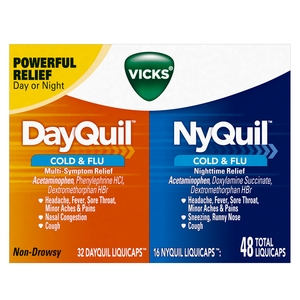 POWERFUL
RELIEF
Day or Night
VICKS
DayQuil™
COLD & FLU
Multi-Symptom Relief
Acetaminophen, Phenylephrine HCl,
Dextromethorphan HBr
Headache, Fever, Sore Throat,
Minor Aches & Pains
Nasal Congestion
Cough
Non-Drowsy
32 DAYQUIL LIQUICAPS™
NyQuil™
COLD & FLU
Nighttime Relief
Acetaminophen, Doxylamine Succinate,
Dextromethorphan HBr
Headache, Fever, Sore Throat,
Minor Aches & Pains
Sneezing, Runny Nose
Cough
16 NYQUIL LIQUICAPS™:
48 TOTAL
LIQUICAPS